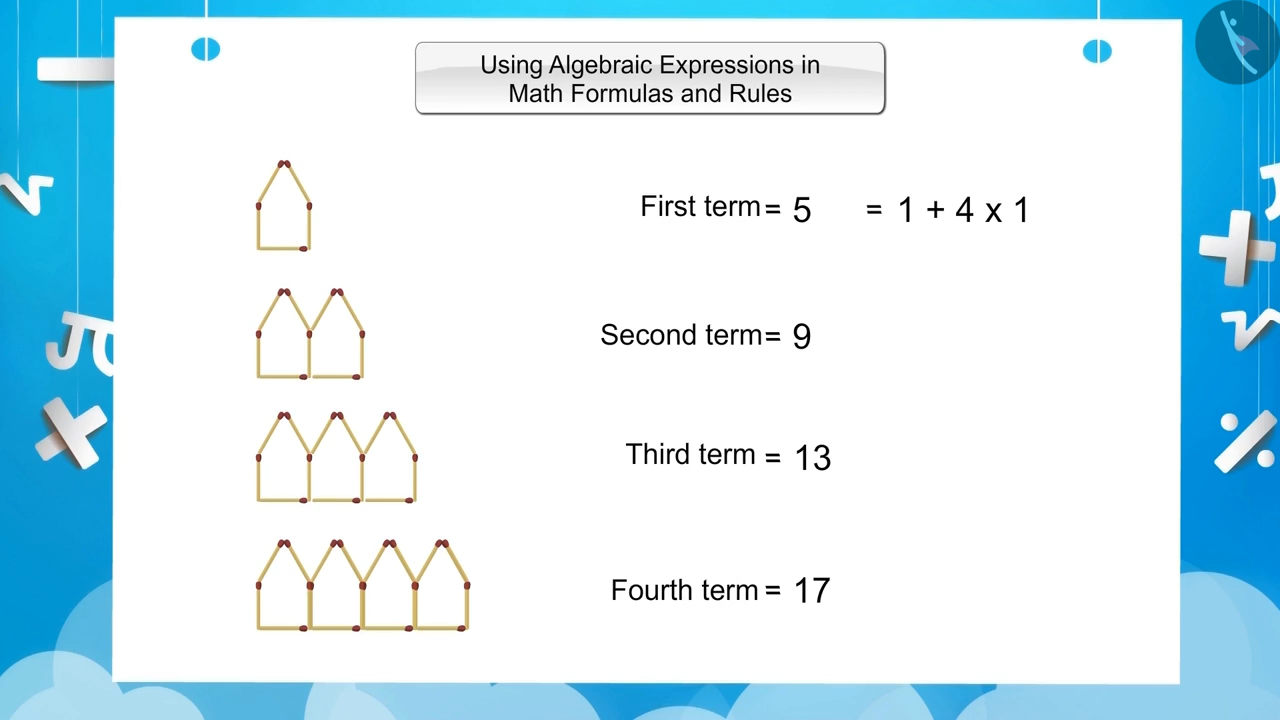 Using Algebraic Expressions in
Math Formulas and Rules
First term = 5 = 1 + 4 x 1
Second term = 9
Third term = 13
Fourth term = 17